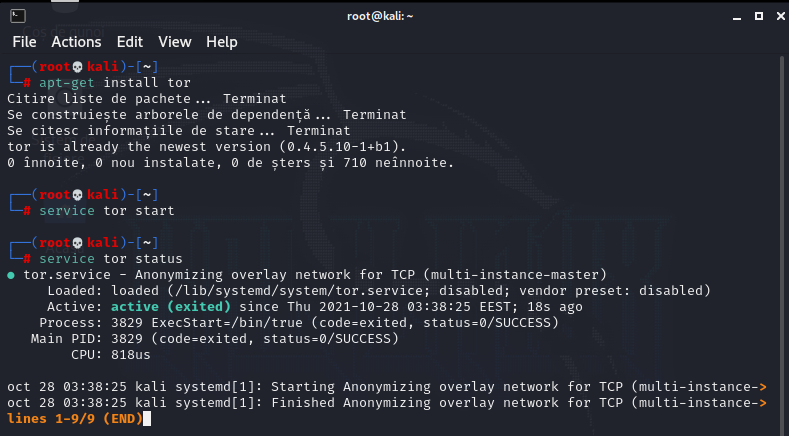 root@kali: ~
File Actions Edit View Help
┌──(root💀kali)-[~]
└─# apt-get install tor
Citire liste de pachete... Terminat
Se construiește arborele de dependență... Terminat
Se citesc informațiile de stare... Terminat
tor is already the newest version (0.4.5.10-1+b1).
0 înnoite, 0 nou instalate, 0 de șters și 710 neînnoite.
┌──(root💀kali)-[~]
└─# service tor start
┌──(root💀kali)-[~]
└─# service tor status
● tor.service - Anonymizing overlay network for TCP (multi-instance-master)
Loaded: loaded (/lib/systemd/system/tor.service; disabled; vendor preset: disabled)
Active: active (exited) since Thu 2021-10-28 03:38:25 EEST; 18s ago
Process: 3829 ExecStart=/bin/true (code=exited, status=0/SUCCESS)
Main PID: 3829 (code=exited, status=0/SUCCESS)
CPU: 818us
oct 28 03:38:25 kali systemd[1]: Starting Anonymizing overlay network for TCP (multi-instance->
oct 28 03:38:25 kali systemd[1]: Finished Anonymizing overlay network for TCP (multi-instance->
lines 1-9/9 (END)